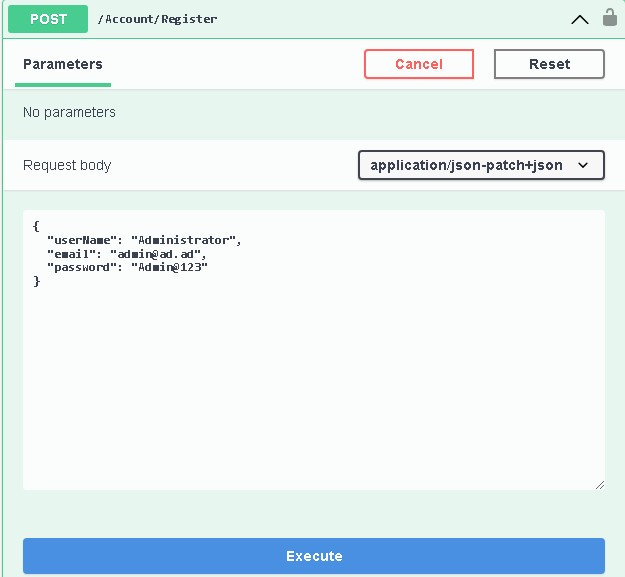 POST /Account/Register
Parameters Cancel Reset
No parameters
Request body application/json-patch+json
{
"userName": "Administrator",
"email": "admin@ad.ad",
"password": "Admin@123"
}
Execute